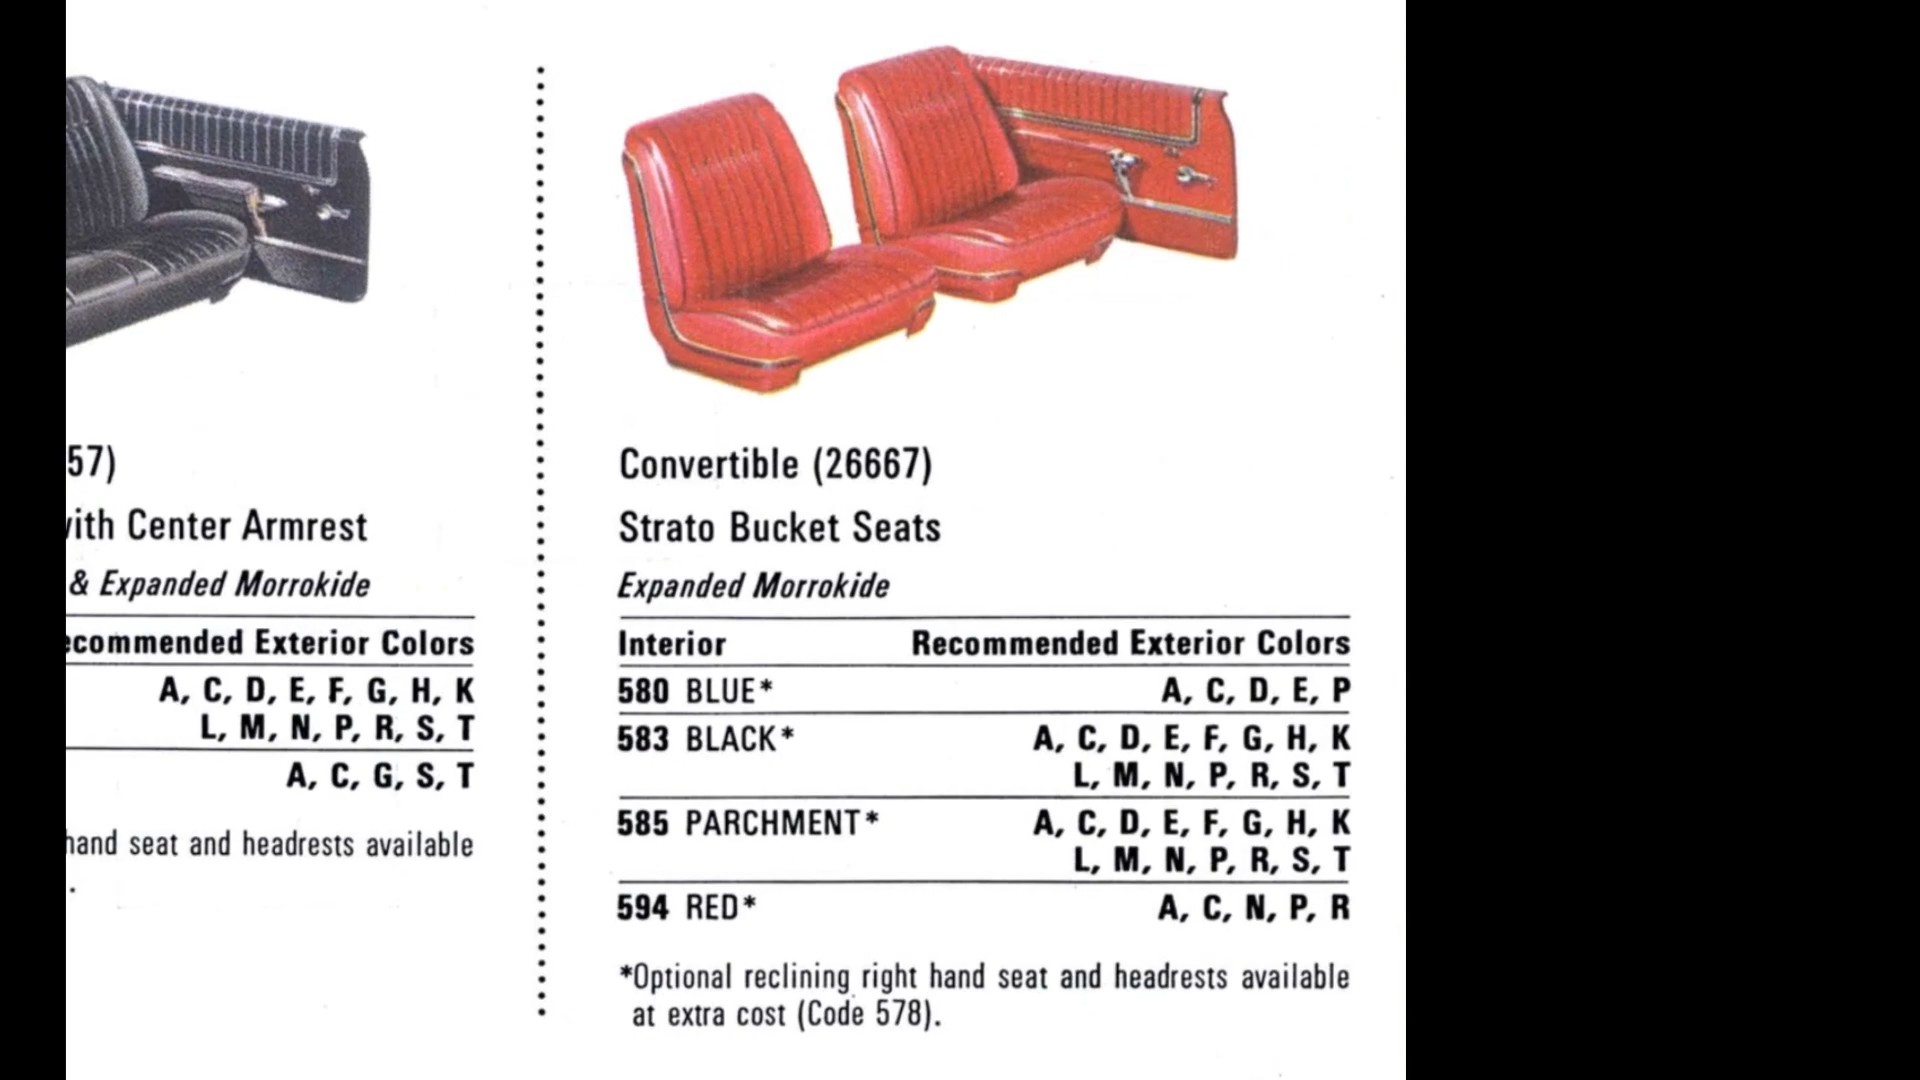 57)
with Center Armrest
& Expanded Morrokide
Recommended Exterior Colors
A, C, D, E, F, G, H, K
L, M, N, P, R, S, T
A, C, G, S, T
hand seat and headrests available
.
Convertible (26667)
Strato Bucket Seats
Expanded Morrokide
Interior Recommended Exterior Colors
580 BLUE* A, C, D, E, P
583 BLACK* A, C, D, E, F, G, H, K
L, M, N, P, R, S, T
585 PARCHMENT* A, C, D, E, F, G, H, K
L, M, N, P, R, S, T
594 RED* A, C, N, P, R
*Optional reclining right hand seat and headrests available
at extra cost (Code 578).